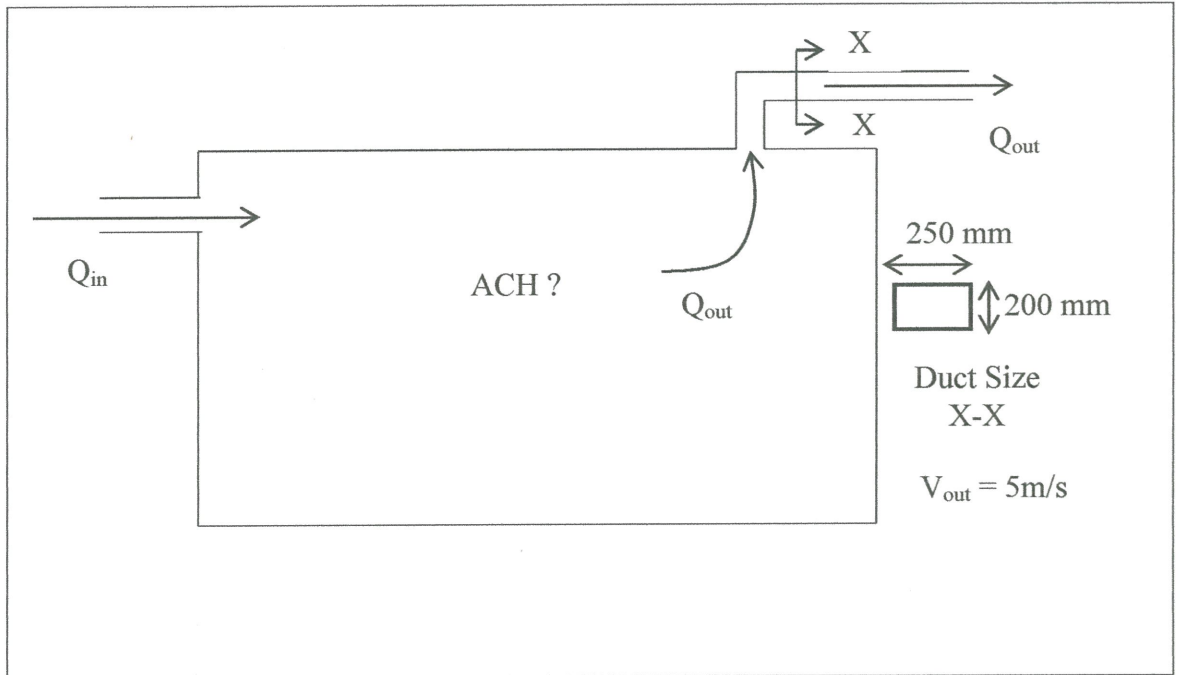 X
X
Q_out
Q_in
ACH ?
Q_out
250 mm
200 mm
Duct Size
X-X
V_out = 5m/s